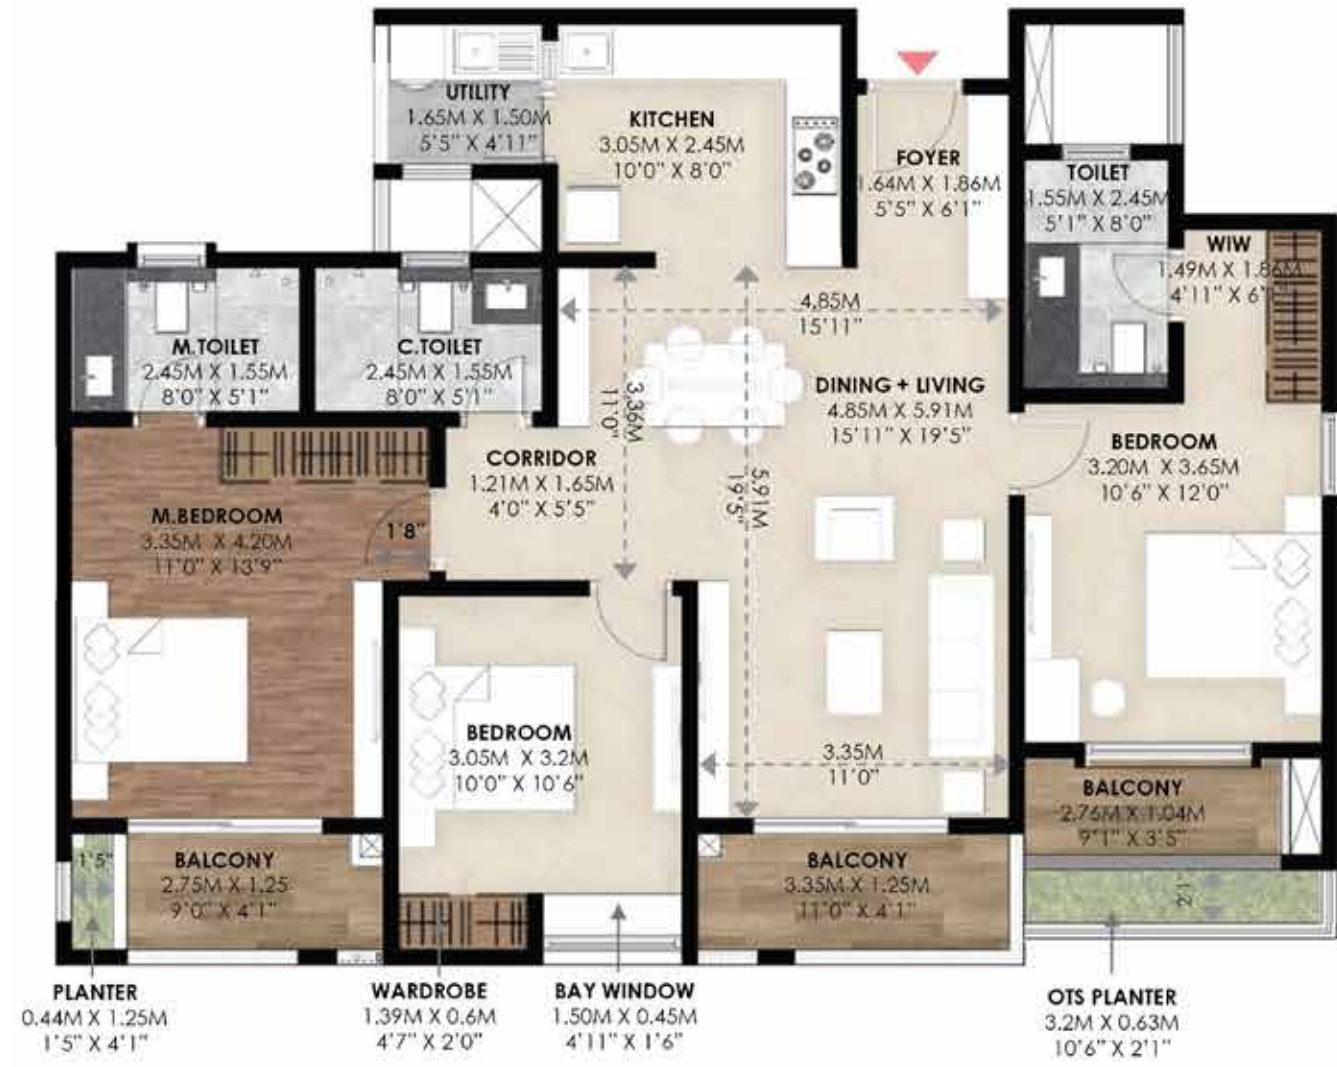 UTILITY
1.65M X 1.50M
5'5" X 4'11"
KITCHEN
3.05M X 2.45M
10'0" X 8'0"
FOYER
1.64M X 1.86M
5'5" X 6'1"
TOILET
1.55M X 2.45M
5'1" X 8'0"
WIW
1.49M X 1.86M
4'11" X 6'1"
4.85M
15'11"
M.TOILET
2.45M X 1.55M
8'0" X 5'1"
C.TOILET
2.45M X 1.55M
8'0" X 5'1"
3.36M
11'0"
DINING + LIVING
4.85M X 5.91M
15'11" X 19'5"
CORRIDOR
1.21M X 1.65M
4'0" X 5'5"
5.91M
19'5"
BEDROOM
3.20M X 3.65M
10'6" X 12'0"
M.BEDROOM
3.35M X 4.20M
11'0" X 13'9"
1'8"
BEDROOM
3.05M X 3.2M
10'0" X 10'6"
3.35M
11'0"
BALCONY
2.76M X 1.04M
9'1" X 3'5"
1'5"
BALCONY
2.75M X 1.25
9'0" X 4'1"
BALCONY
3.35M X 1.25M
11'0" X 4'1"
2'1"
PLANTER
0.44M X 1.25M
1'5" X 4'1"
WARDROBE
1.39M X 0.6M
4'7" X 2'0"
BAY WINDOW
1.50M X 0.45M
4'11" X 1'6"
OTS PLANTER
3.2M X 0.63M
10'6" X 2'1"